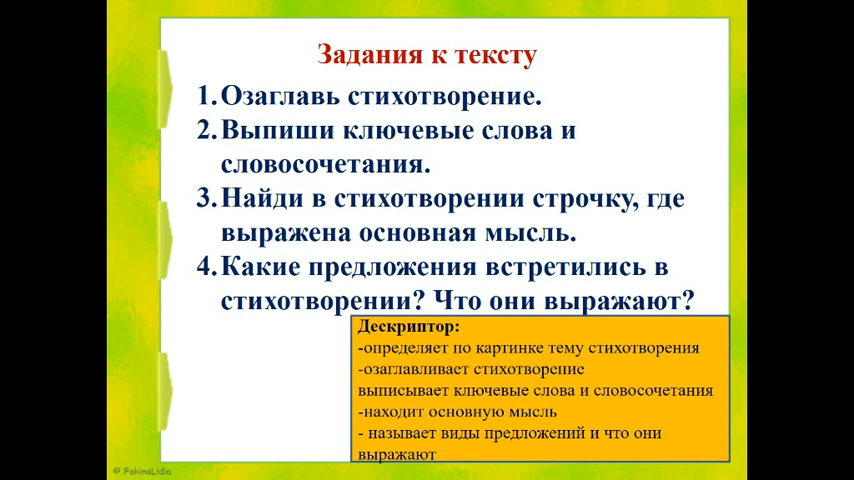 Задания к тексту
1. Озаглавь стихотворение.
2. Выпиши ключевые слова и
словосочетания.
3. Найди в стихотворении строчку, где
выражена основная мысль.
4. Какие предложения встретились в
стихотворении? Что они выражают?
Дескриптор:
-определяет по картинке тему стихотворения
-озаглавливает стихотворение
выписывает ключевые слова и словосочетания
-находит основную мысль
- называет виды предложений и что они
выражают
© FokinaLidia